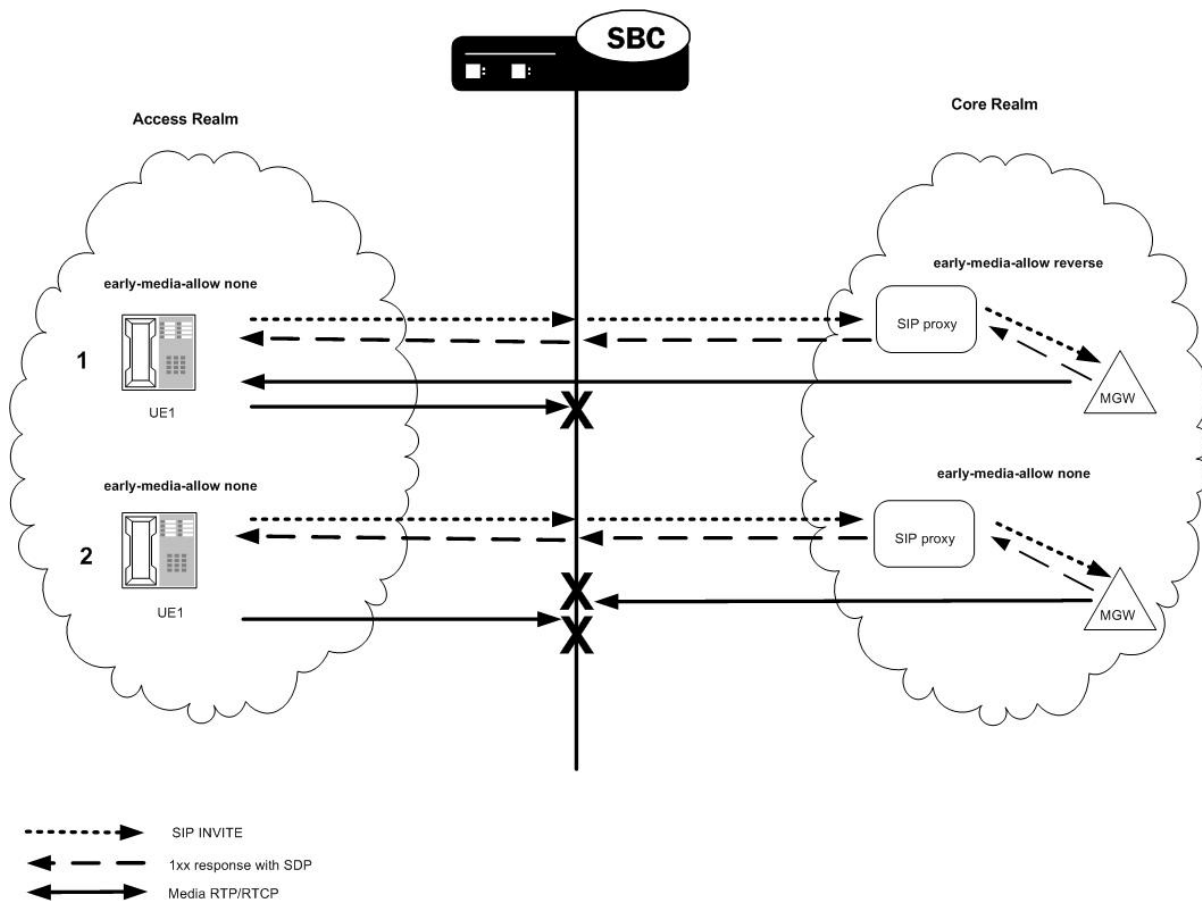 SBC
Access Realm
Core Realm
early-media-allow none
early-media-allow reverse
SIP proxy
1
UE1
MGW
early-media-allow none
early-media-allow none
SIP proxy
2
UE1
MGW
X
X
X
SIP INVITE
1xx response with SDP
Media RTP/RTCP